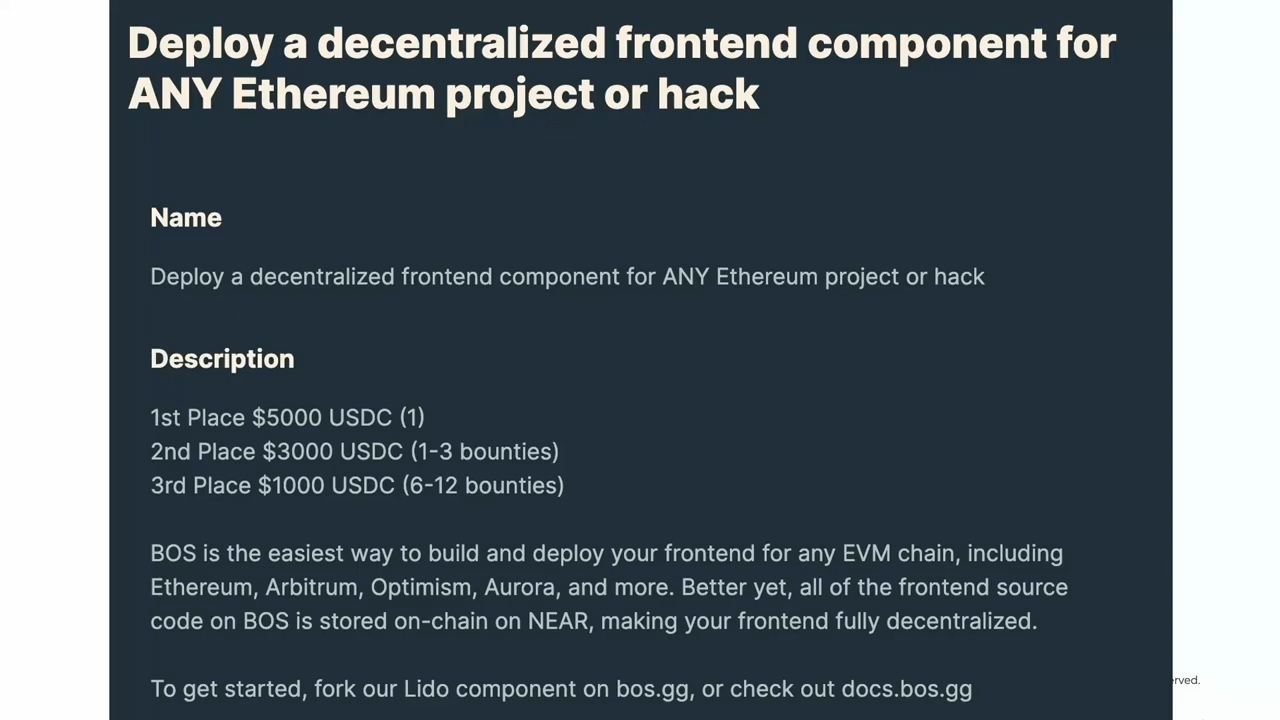 Deploy a decentralized frontend component for
ANY Ethereum project or hack
Name
Deploy a decentralized frontend component for ANY Ethereum project or hack
Description
1st Place $5000 USDC (1)
2nd Place $3000 USDC (1-3 bounties)
3rd Place $1000 USDC (6-12 bounties)
BOS is the easiest way to build and deploy your frontend for any EVM chain, including
Ethereum, Arbitrum, Optimism, Aurora, and more. Better yet, all of the frontend source
code on BOS is stored on-chain on NEAR, making your frontend fully decentralized.
To get started, fork our Lido component on bos.gg, or check out docs.bos.gg